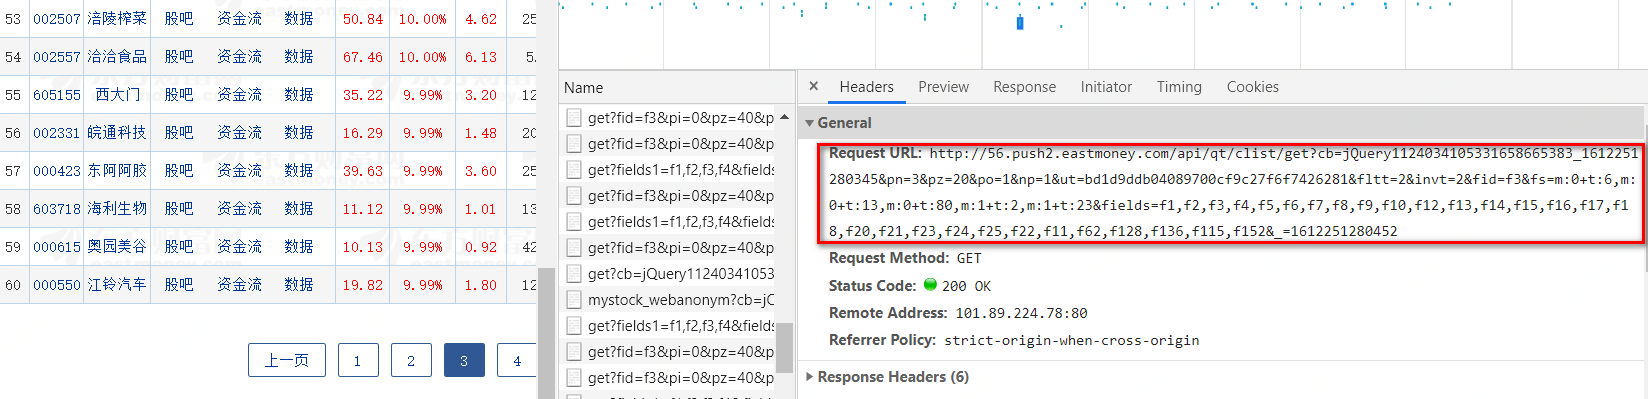 53 002507 涪陵榨菜 股吧 资金流 数据 50.84 10.00% 4.62 25
54 002557 洽洽食品 股吧 资金流 数据 67.46 10.00% 6.13 5.
55 605155 西大门 股吧 资金流 数据 35.22 9.99% 3.20 12
56 002331 皖通科技 股吧 资金流 数据 16.29 9.99% 1.48 20
57 000423 东阿阿胶 股吧 资金流 数据 39.63 9.99% 3.60 25
58 603718 海利生物 股吧 资金流 数据 11.12 9.99% 1.01 13
59 000615 奥园美谷 股吧 资金流 数据 10.13 9.99% 0.92 42
60 000550 江铃汽车 股吧 资金流 数据 19.82 9.99% 1.80 12
上一页 1 2 3 4
Name
get?fid=f3&pi=0&pz=40&p
get?fid=f3&pi=0&pz=40&p
get?fields1=f1,f2,f3,f4&fields
get?fid=f3&pi=0&pz=40&p
get?fields1=f1,f2,f3,f4&fields
get?fid=f3&pi=0&pz=40&p
get?cb=jQuery11240341053
mystock_webanonym?cb=jC
get?fields1=f1,f2,f3,f4&fields
get?fid=f3&pi=0&pz=40&p
get?fid=f3&pi=0&pz=40&p
× Headers Preview Response Initiator Timing Cookies
General
Request URL: http://56.push2.eastmoney.com/api/qt/clist/get?cb=jQuery1124034105331658665383_1612251
280345&pn=3&pz=20&po=1&np=1&ut=bd1d9ddb04089700cf9c27f6f7426281&fltt=2&invt=2&fid=f3&fs=m:0+t:6,m:
0+t:13,m:0+t:80,m:1+t:2,m:1+t:23&fields=f1,f2,f3,f4,f5,f6,f7,f8,f9,f10,f12,f13,f14,f15,f16,f17,f1
8,f20,f21,f23,f24,f25,f22,f11,f62,f128,f136,f115,f152&_=1612251280452
Request Method: GET
Status Code: 200 OK
Remote Address: 101.89.224.78:80
Referrer Policy: strict-origin-when-cross-origin
Response Headers (6)